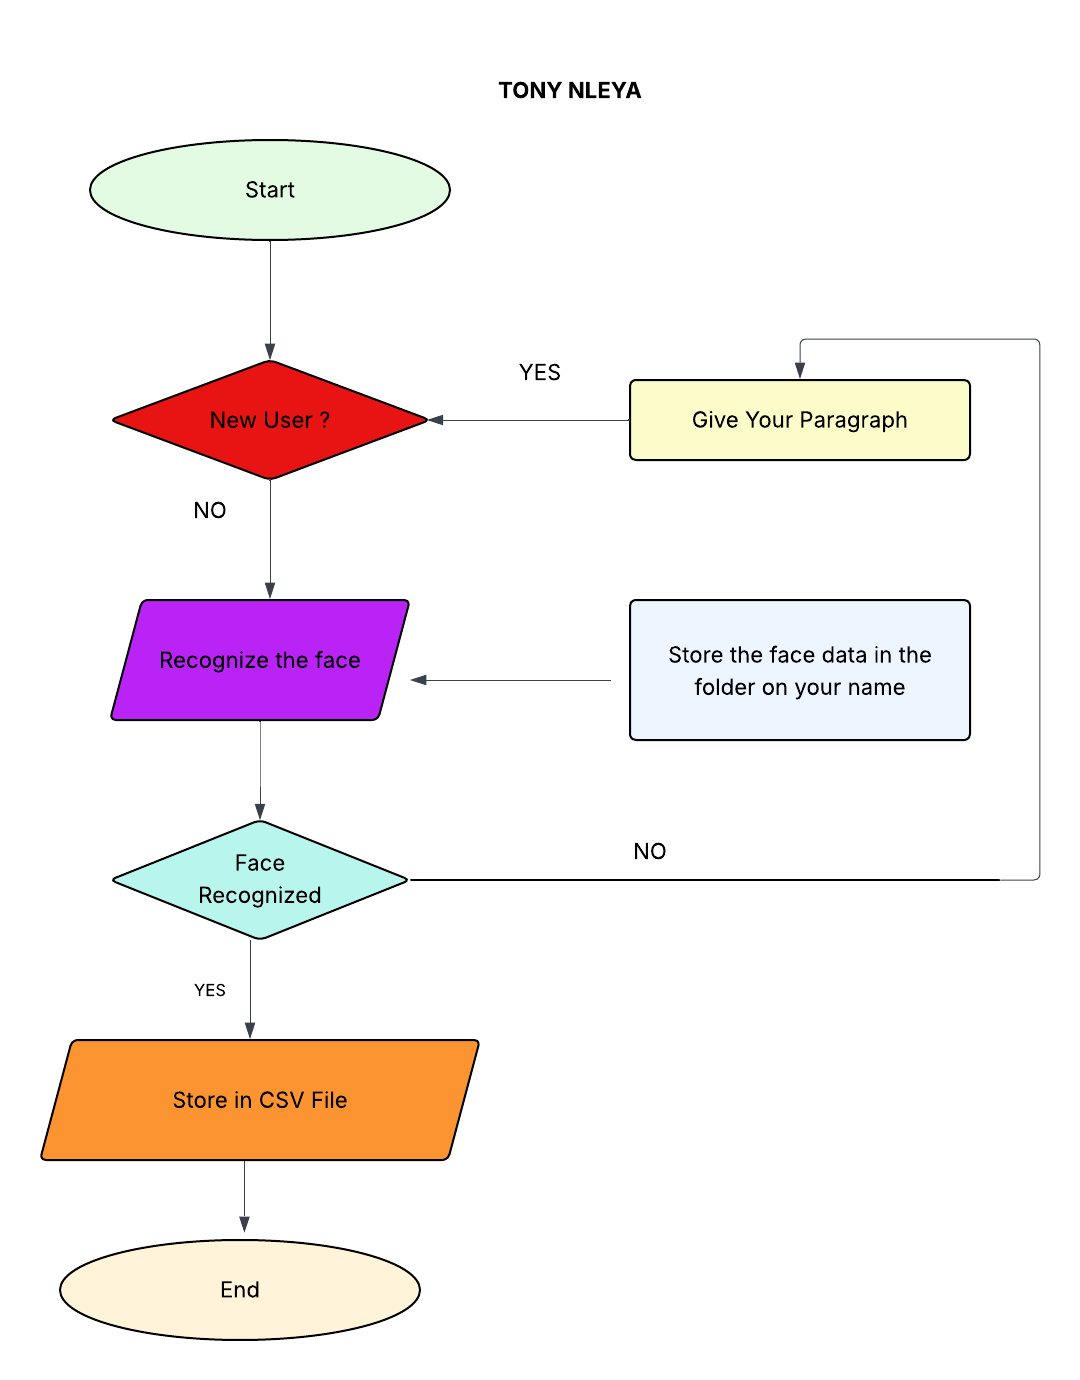 TONY NLEYA
Start
YES
New User ?
Give Your Paragraph
NO
Recognize the face
Store the face data in the
folder on your name
NO
Face
Recognized
YES
Store in CSV File
End